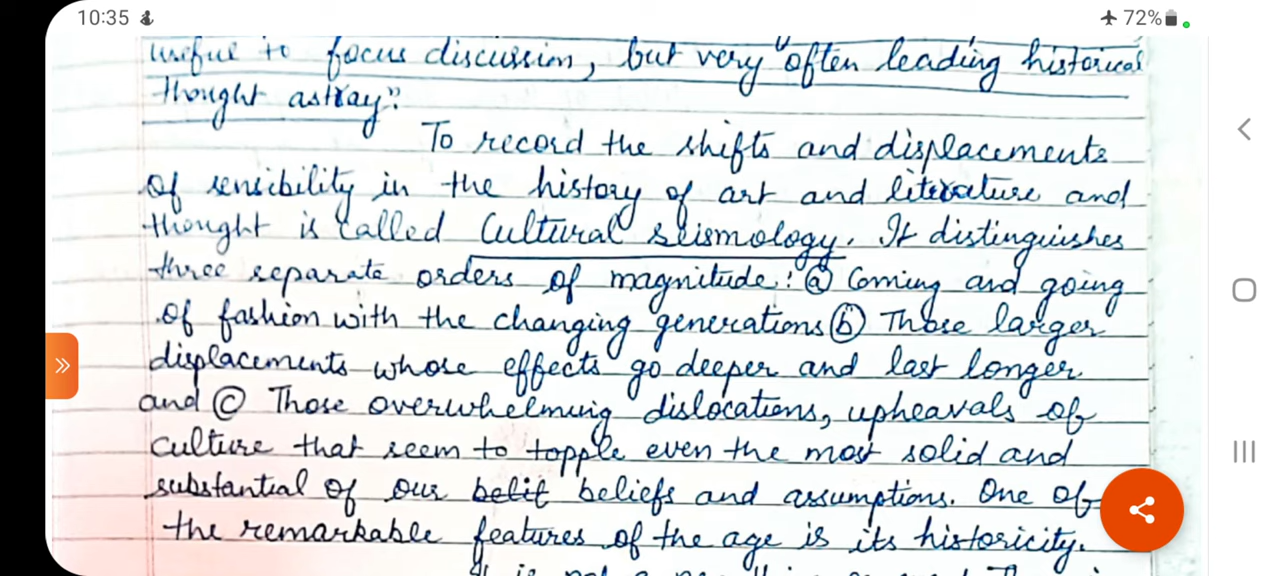 10:35
72%
useful to focus discussion, but very often leading historical
thought astray"
To record the shifts and displacements
of sensibility in the history of art and literature and
thought is called Cultural seismology. It distinguishes
three separate orders of magnitude: (a) Coming and going
of fashion with the changing generations (b) Those larger
displacements whose effects go deeper and last longer
and (c) Those overwhelming dislocations, upheavals of
culture that seem to topple even the most solid and
substantial of our belit beliefs and assumptions. One of
the remarkable features of the age is its historicity.